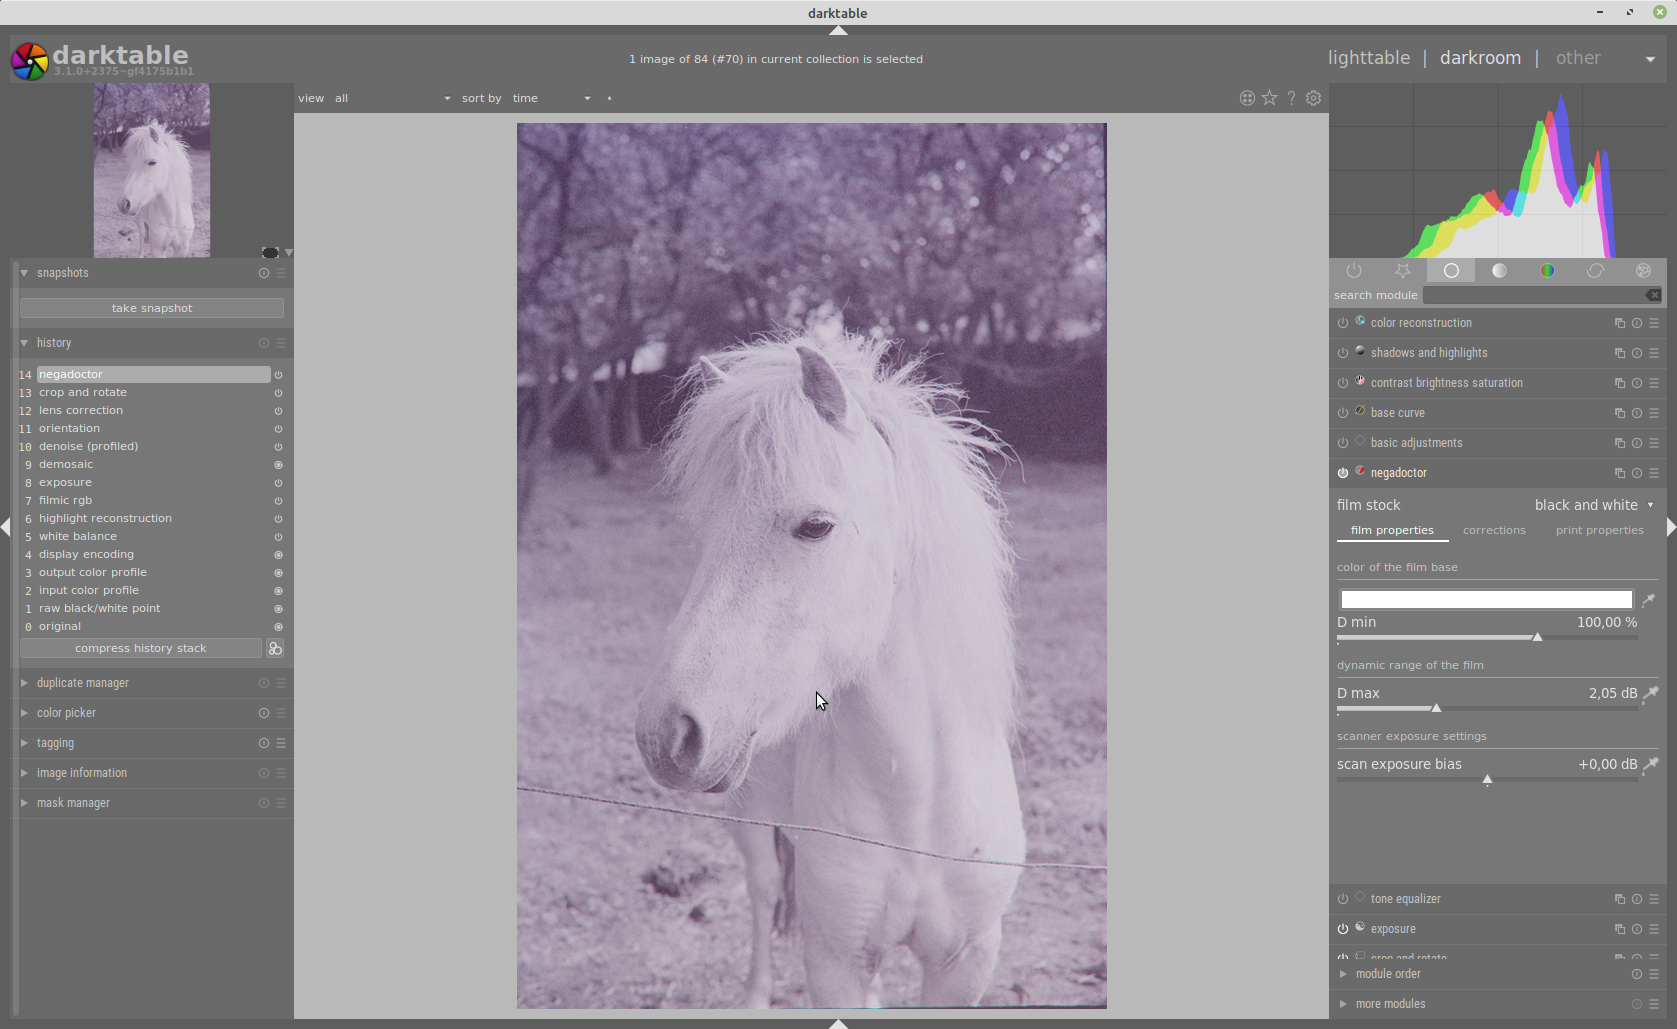 darktable
darktable
3.1.0+2375~gf4175b1b1
1 image of 84 (#70) in current collection is selected
lighttable | darkroom | other
view all sort by time
snapshots
take snapshot
history
14 negadoctor
13 crop and rotate
12 lens correction
11 orientation
10 denoise (profiled)
9 demosaic
8 exposure
7 filmic rgb
6 highlight reconstruction
5 white balance
4 display encoding
3 output color profile
2 input color profile
1 raw black/white point
0 original
compress history stack
duplicate manager
color picker
tagging
image information
mask manager
search module
color reconstruction
shadows and highlights
contrast brightness saturation
base curve
basic adjustments
negadoctor
film stock black and white
film properties corrections print properties
color of the film base
D min 100,00 %
dynamic range of the film
D max 2,05 dB
scanner exposure settings
scan exposure bias +0,00 dB
tone equalizer
exposure
crop and rotate
module order
more modules